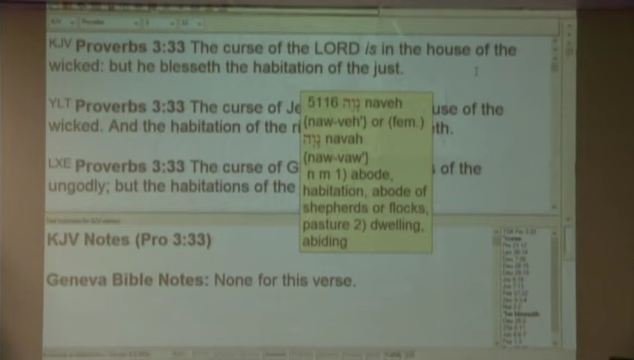 KJV Proverbs 3:33 The curse of the LORD is in the house of the
wicked: but he blesseth the habitation of the just.
YLT Proverbs 3:33 The curse of Je use of the
wicked. And the habitation of the ri th.
LXE Proverbs 3:33 The curse of G of the
ungodly; but the habitations of the
5116 נָוֶה naveh
{naw-veh'} or (fem.)
נָוָה navah
{naw-vaw'}
n m 1) abode,
habitation, abode of
shepherds or flocks,
pasture 2) dwelling,
abiding
KJV Notes (Pro 3:33)
Geneva Bible Notes: None for this verse.